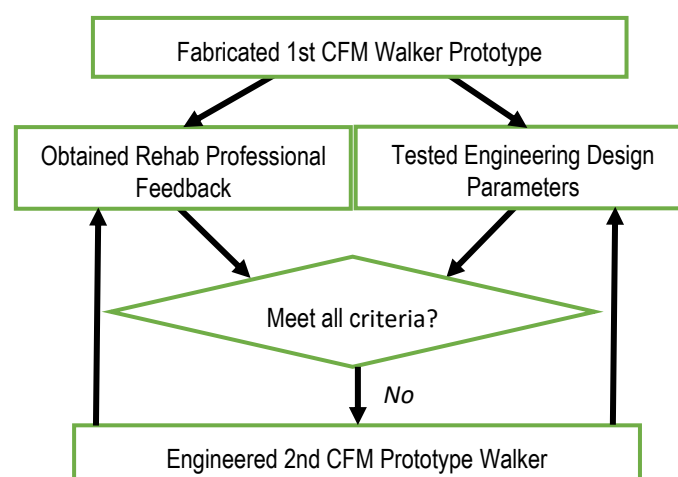 Fabricated 1st CFM Walker Prototype
Obtained Rehab Professional
Feedback
Tested Engineering Design
Parameters
Meet all criteria?
No
Engineered 2nd CFM Prototype Walker